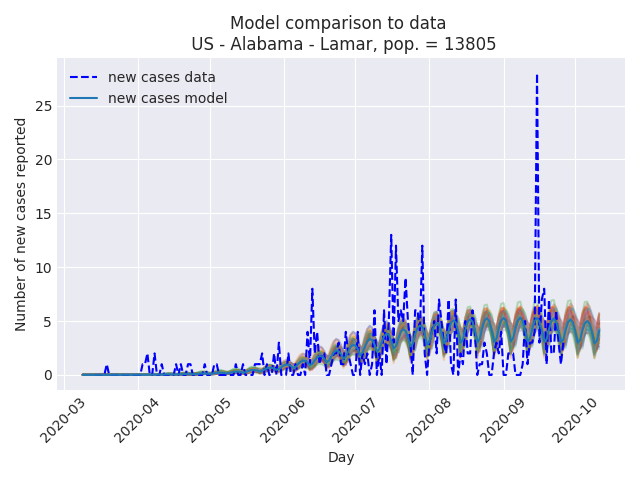 Model comparison to data
US - Alabama - Lamar, pop. = 13805
new cases data
new cases model
Number of new cases reported
25
20
15
10
5
0
2020-03
2020-04
2020-05
2020-06
2020-07
2020-08
2020-09
2020-10
Day